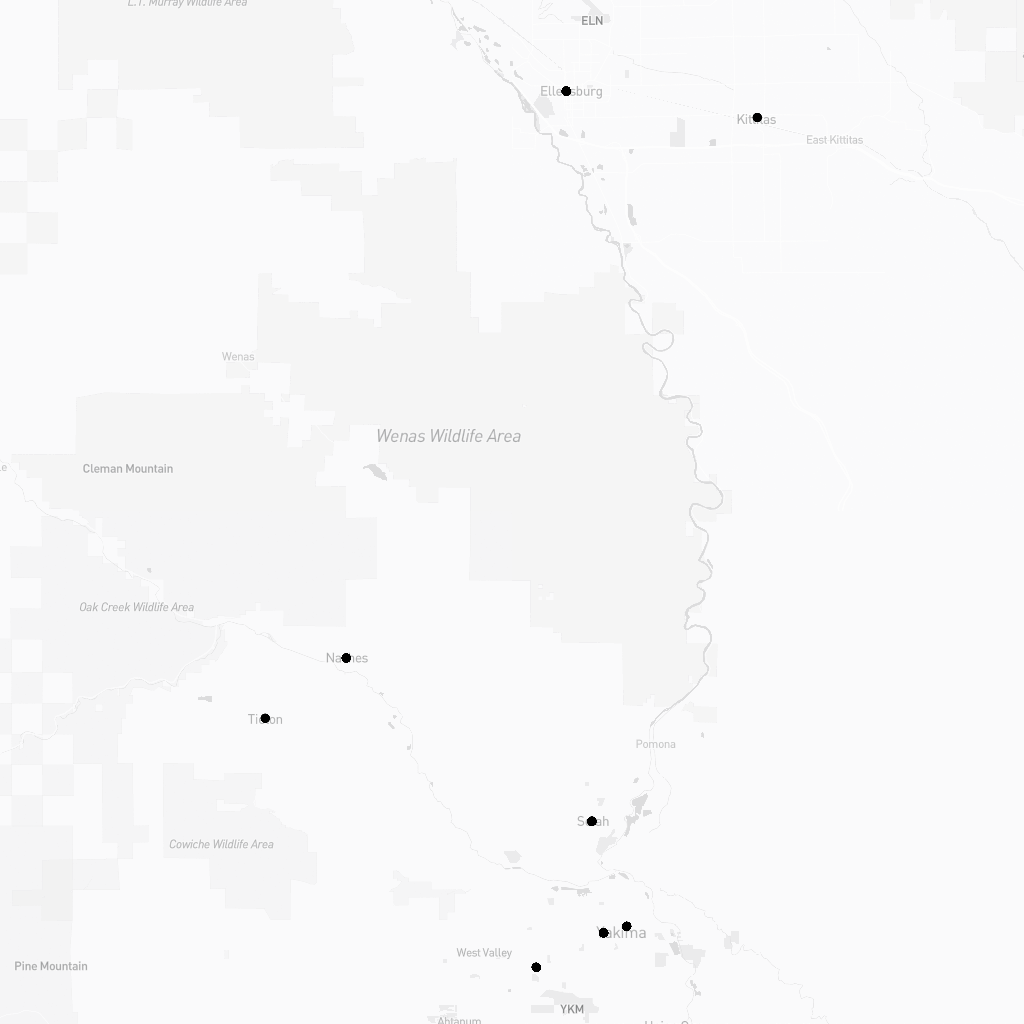 L.T. Murray Wildlife Area
ELN
Ellensburg
Kittitas
East Kittitas
Wenas
Wenas Wildlife Area
Cleman Mountain
Oak Creek Wildlife Area
Naches
Tieton
Pomona
Selah
Cowiche Wildlife Area
Yakima
West Valley
Pine Mountain
YKM
Ahtanum